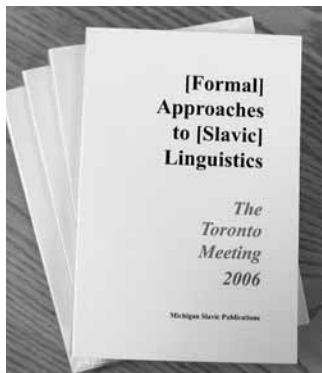 [Formal]
Approaches
to [Slavic]
Linguistics
The
Toronto
Meeting
2006
Michigan Slavic Publications